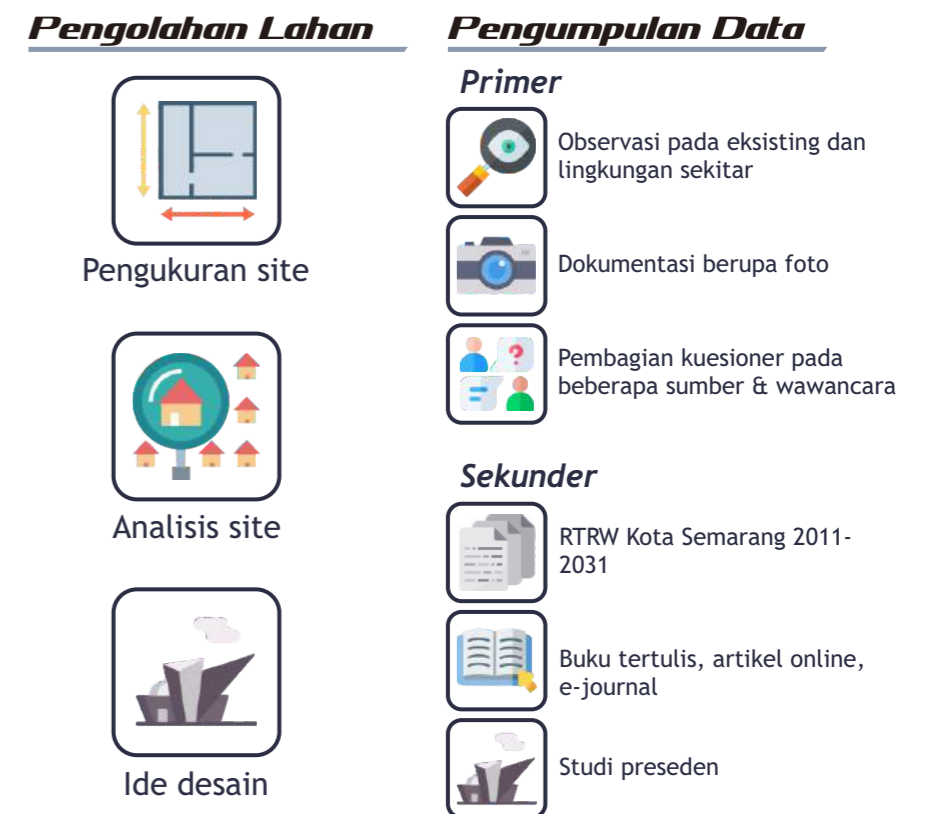 Pengolahan Lahan
Pengukuran site
Analisis site
Ide desain
Pengumpulan Data
Primer
Observasi pada eksisting dan
lingkungan sekitar
Dokumentasi berupa foto
Pembagian kuesioner pada
beberapa sumber & wawancara
Sekunder
RTRW Kota Semarang 2011-
2031
Buku tertulis, artikel online,
e-journal
Studi preseden